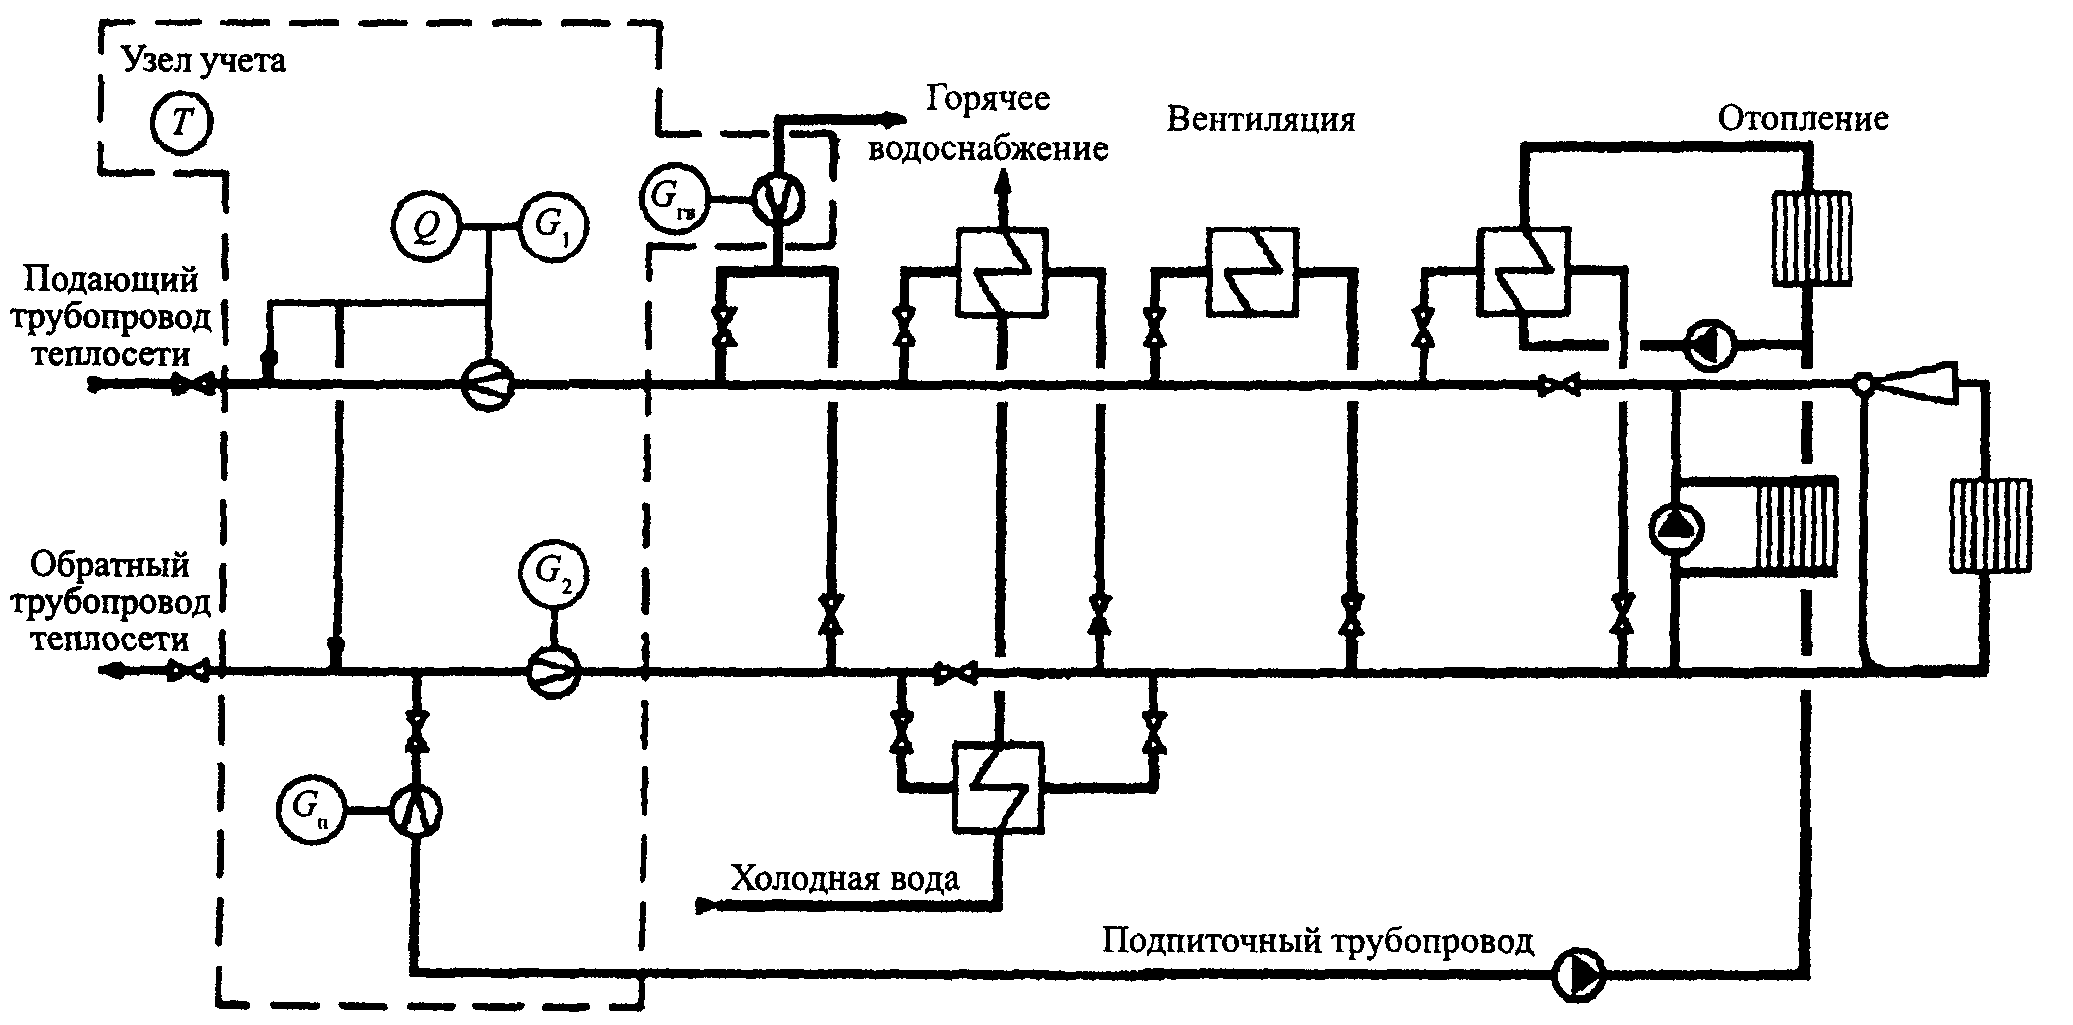 Узел учета
T
Горячее
водоснабжение
Вентиляция
Отопление
Gгв
Q
G1
Подающий
трубопровод
теплосети
G2
Обратный
трубопровод
теплосети
Gп
Холодная вода
Подпиточный трубопровод